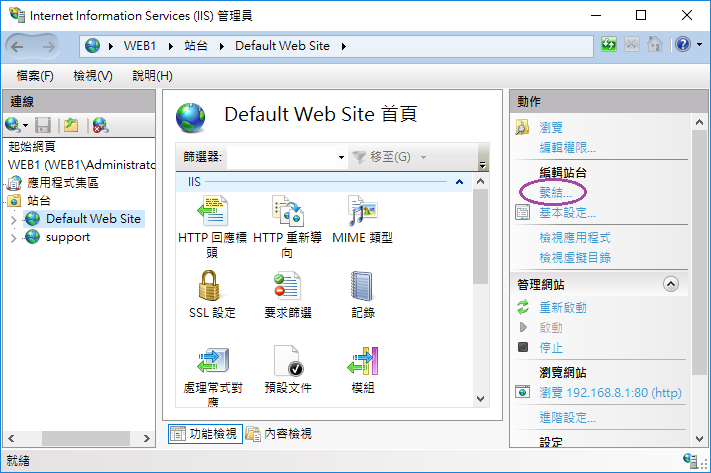 Internet Information Services (IIS) 管理員
WEB1 站台 Default Web Site
檔案(F) 檢視(V) 說明(H)
連線
起始網頁
WEB1 (WEB1\Administrato
應用程式集區
站台
Default Web Site
support
Default Web Site 首頁
篩選器: 移至(G)
IIS
HTTP 回應標頭
HTTP 重新導向
MIME 類型
SSL 設定
要求篩選
記錄
處理常式對應
預設文件
模組
功能檢視 內容檢視
動作
瀏覽
編輯權限...
編輯站台
繫結...
基本設定...
檢視應用程式
檢視虛擬目錄
管理網站
重新啟動
啟動
停止
瀏覽網站
瀏覽 192.168.8.1:80 (http)
進階設定...
設定
就緒